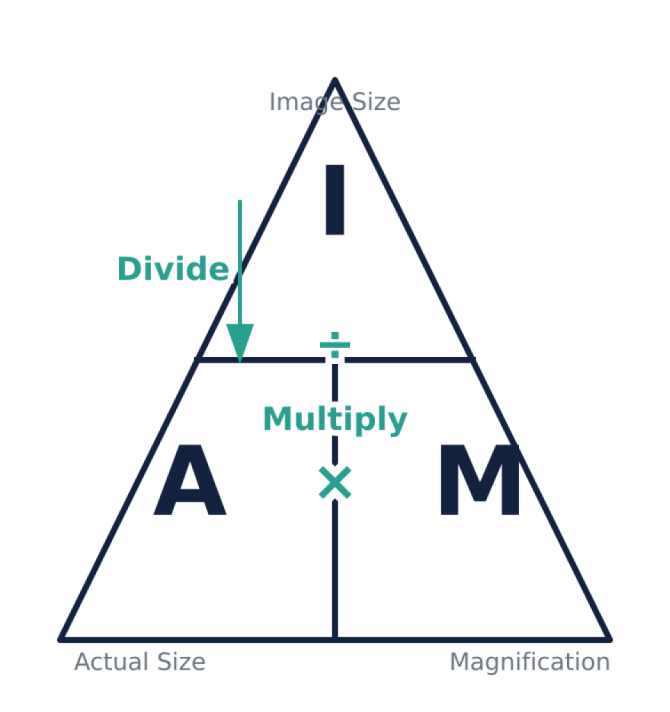 Image Size
I
Divide
÷
Multiply
A
×
M
Actual Size
Magnification